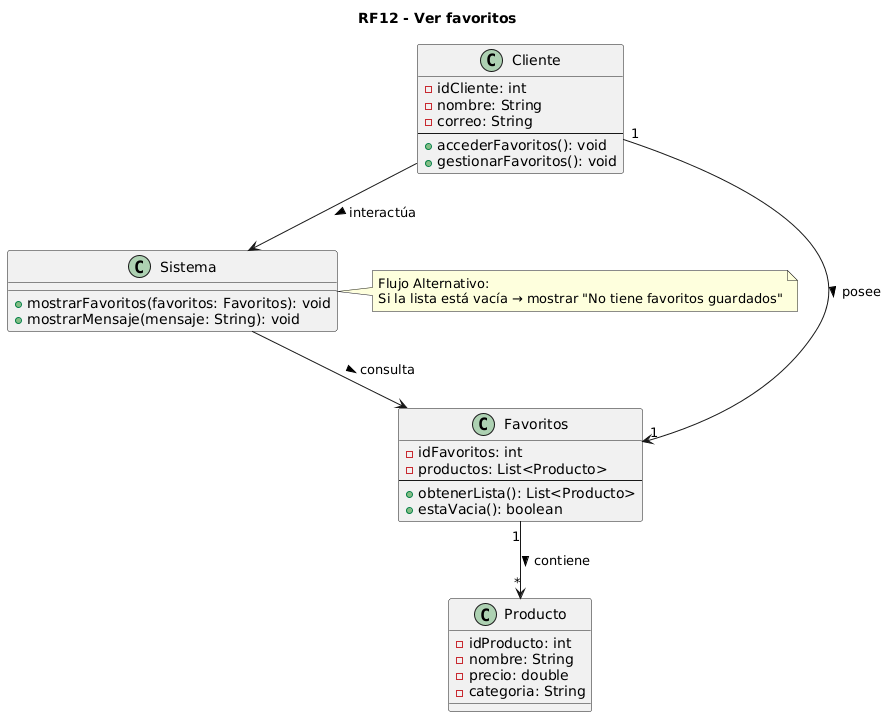 RF12 - Ver favoritos
C Cliente
idCliente: int
nombre: String
correo: String
accederFavoritos(): void
gestionarFavoritos(): void
1
interactúa
C Sistema
mostrarFavoritos(favoritos: Favoritos): void
mostrarMensaje(mensaje: String): void
Flujo Alternativo:
Si la lista está vacía → mostrar "No tiene favoritos guardados"
posee
consulta
1
C Favoritos
idFavoritos: int
productos: List<Producto>
obtenerLista(): List<Producto>
estaVacia(): boolean
1
contiene
*
C Producto
idProducto: int
nombre: String
precio: double
categoria: String